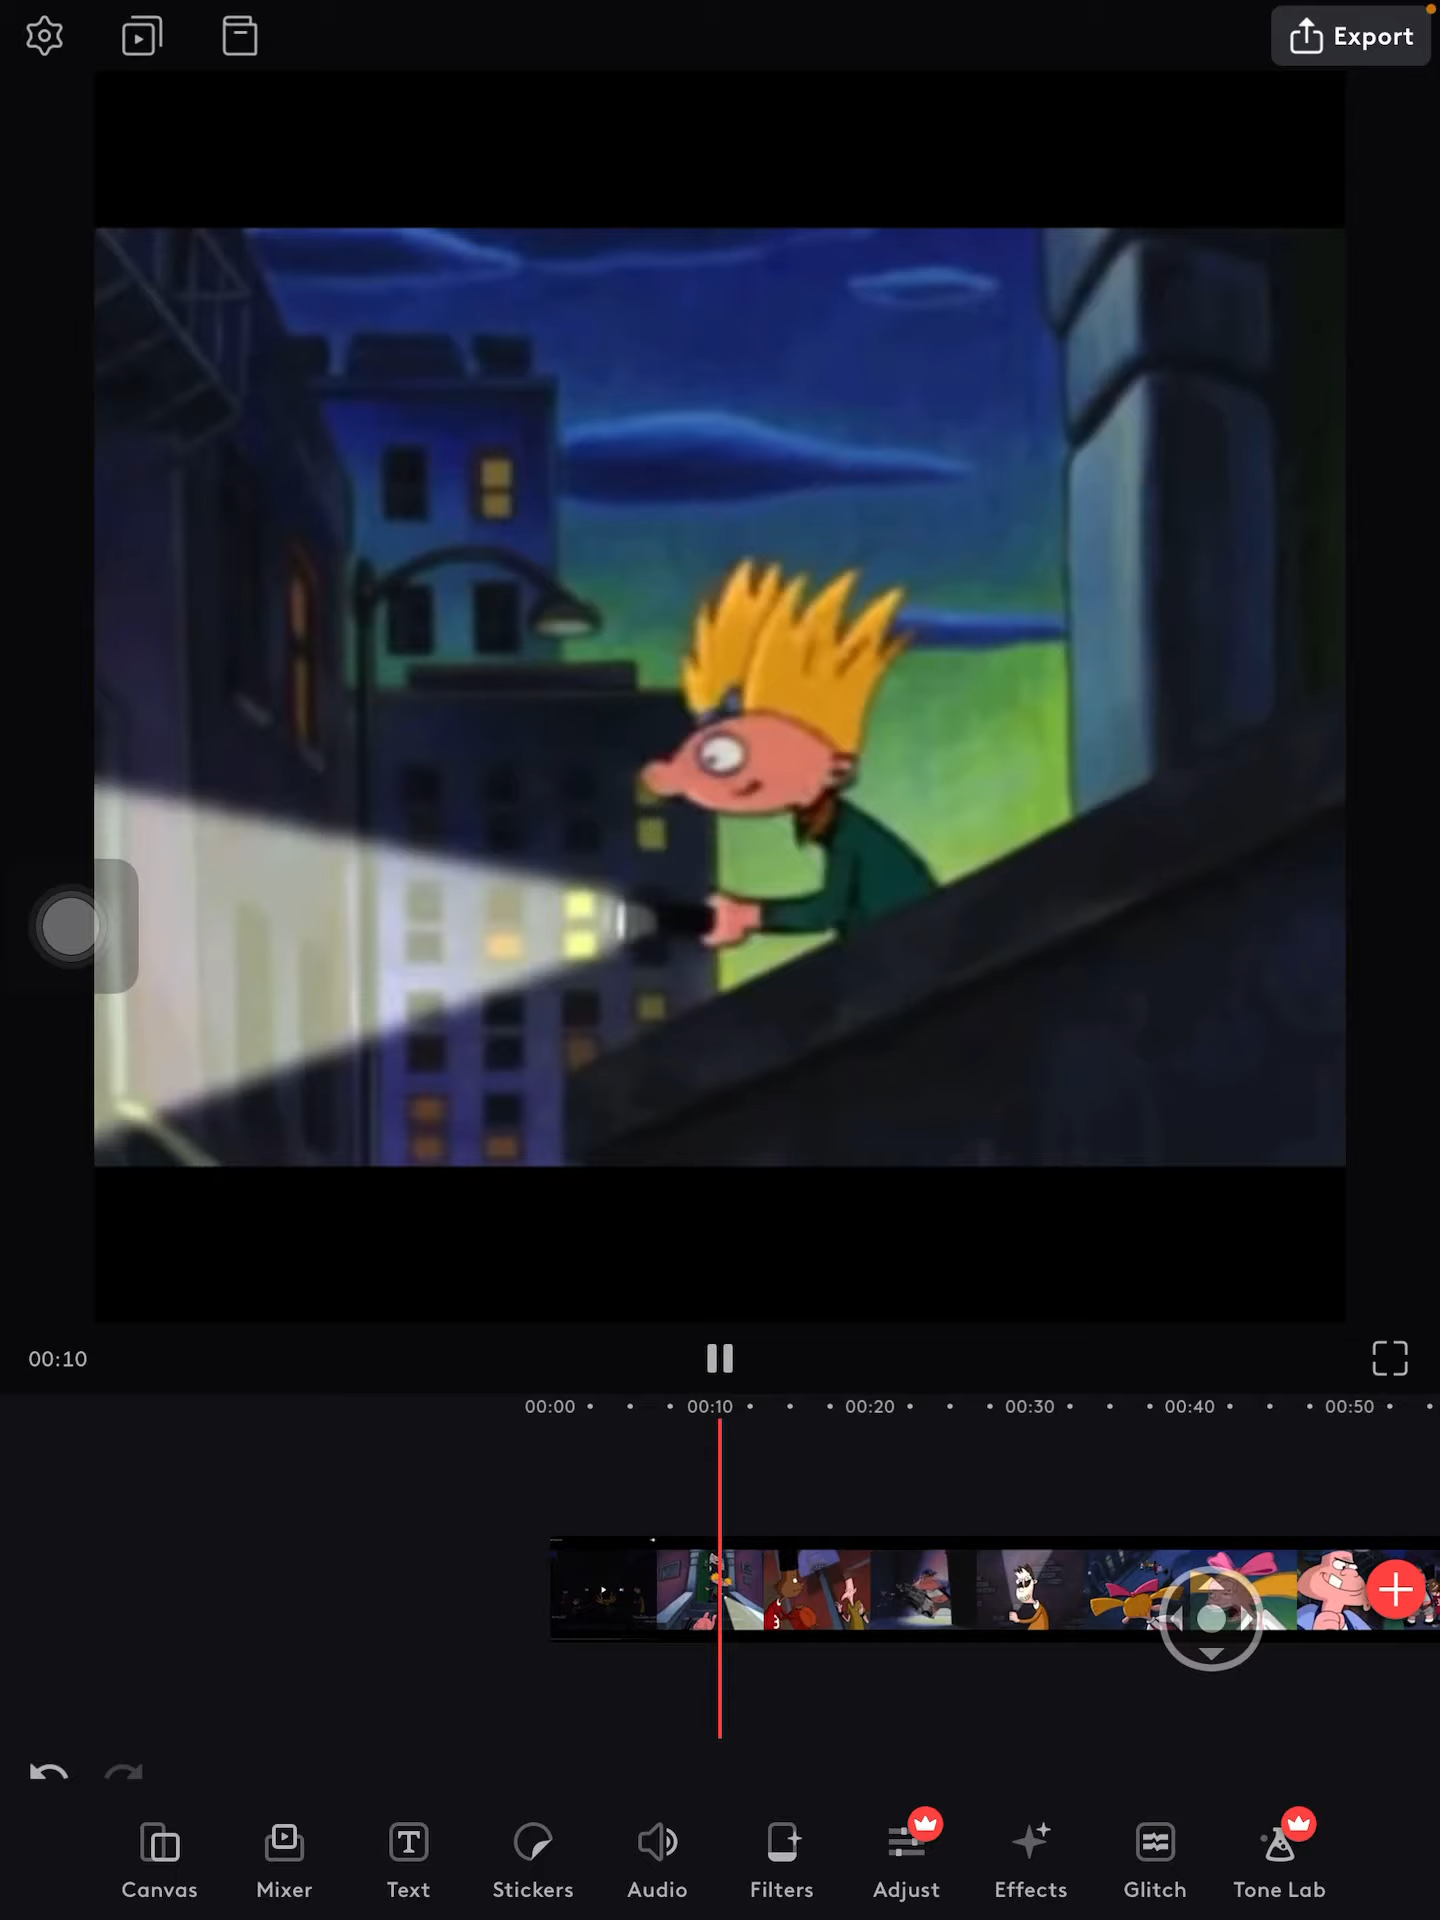 Export
00:10
00:00 00:10 00:20 00:30 00:40 00:50
Canvas Mixer Text Stickers Audio Filters Adjust Effects Glitch Tone Lab